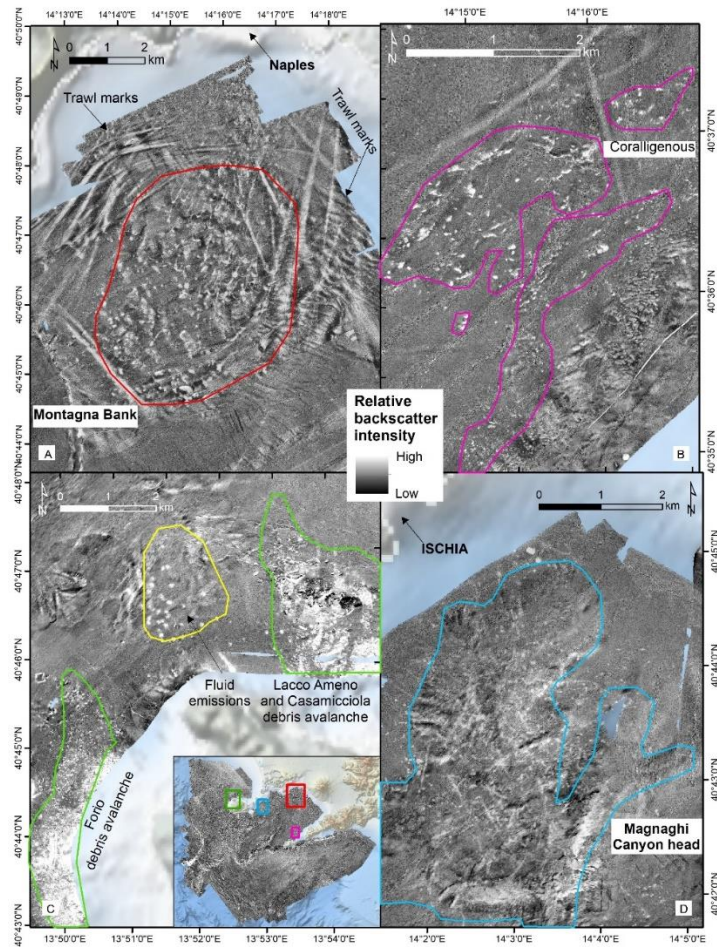 14°13'0"E 14°14'0"E 14°15'0"E 14°16'0"E 14°17'0"E 14°18'0"E
40°50'0"N
40°49'0"N
40°48'0"N
40°47'0"N
40°46'0"N
40°45'0"N
40°44'0"N
N
0 1 2
km
Naples
Trawl marks
Trawl marks
Montagna Bank
A
14°15'0"E 14°16'0"E
N
0 1 2
km
40°37'0"N
40°36'0"N
40°35'0"N
Coralligenous
B
Relative
backscatter
intensity
High
Low
40°48'0"N
40°47'0"N
40°46'0"N
40°45'0"N
40°44'0"N
40°43'0"N
0 1 2
km
N
Fluid
emissions
Lacco Ameno
and Casamicciola
debris avalanche
Forio
debris avalanche
C
13°50'0"E 13°51'0"E 13°52'0"E 13°53'0"E 13°54'0"E
ISCHIA
0 1 2
km
N
40°45'0"N
40°44'0"N
40°43'0"N
40°42'0"N
Magnaghi
Canyon head
D
14°2'0"E 14°3'0"E 14°4'0"E 14°5'0"E